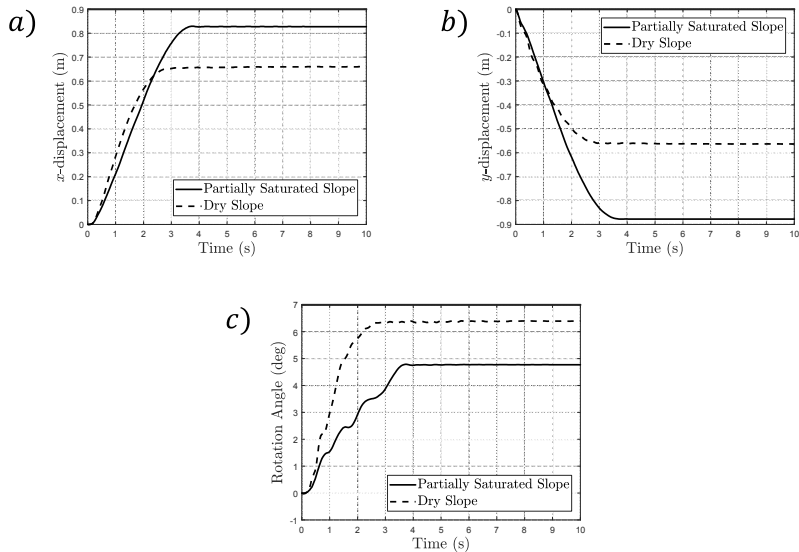 a)
0.9
0.8
0.7
0.6
0.5
0.4
0.3
0.2
0.1
0
x-displacement (m)
Partially Saturated Slope
Dry Slope
0 1 2 3 4 5 6 7 8 9 10
Time (s)
b)
0
-0.1
-0.2
-0.3
-0.4
-0.5
-0.6
-0.7
-0.8
-0.9
y-displacement (m)
Partially Saturated Slope
Dry Slope
0 1 2 3 4 5 6 7 8 9 10
Time (s)
c)
7
6
5
4
3
2
1
0
-1
Rotation Angle (deg)
Partially Saturated Slope
Dry Slope
0 1 2 3 4 5 6 7 8 9 10
Time (s)